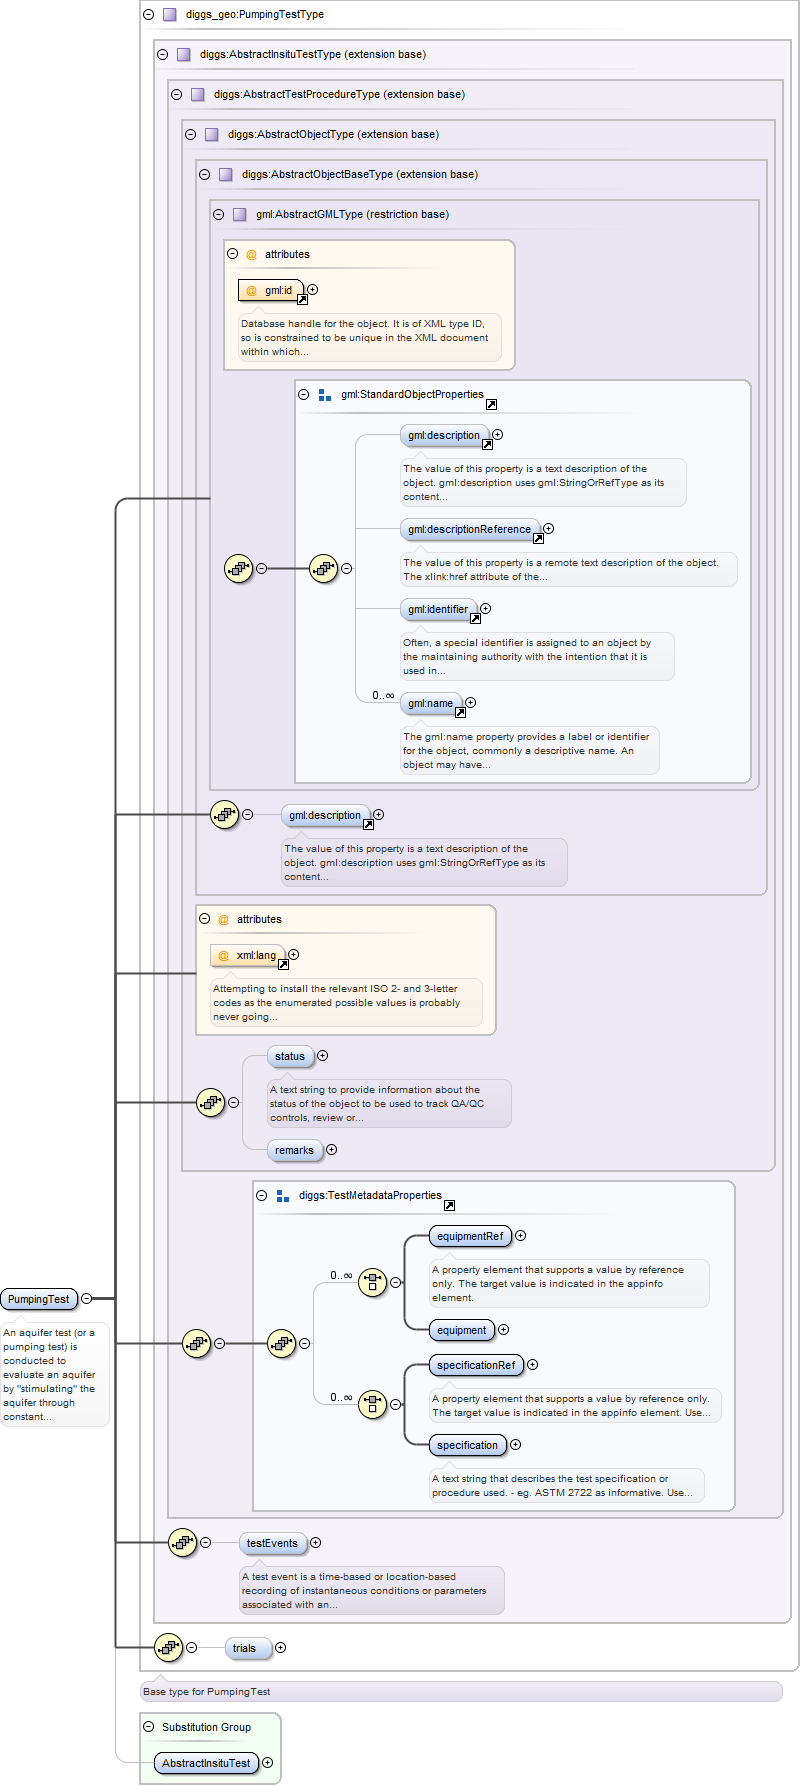 diggs_geo:PumpingTestType
diggs:AbstractInsituTestType (extension base)
diggs:AbstractTestProcedureType (extension base)
diggs:AbstractObjectType (extension base)
diggs:AbstractObjectBaseType (extension base)
gml:AbstractGMLType (restriction base)
@ attributes
@ gml:id
Database handle for the object. It is of XML type ID,
so is constrained to be unique in the XML document
within which...
gml:StandardObjectProperties
gml:description
The value of this property is a text description of the
object. gml:description uses gml:StringOrRefType as its
content...
gml:descriptionReference
The value of this property is a remote text description of the object.
The xlink:href attribute of the...
gml:identifier
Often, a special identifier is assigned to an object by
the maintaining authority with the intention that it is
used in...
0..∞
gml:name
The gml:name property provides a label or identifier
for the object, commonly a descriptive name. An
object may have...
gml:description
The value of this property is a text description of the
object. gml:description uses gml:StringOrRefType as its
content...
@ attributes
@ xml:lang
Attempting to install the relevant ISO 2- and 3-letter
codes as the enumerated possible values is probably
never going...
status
A text string to provide information about the
status of the object to be used to track QA/QC
controls, review or...
remarks
diggs:TestMetadataProperties
equipmentRef
0..∞
A property element that supports a value by reference
only. The target value is indicated in the appinfo
element.
equipment
specificationRef
0..∞
A property element that supports a value by reference only.
The target value is indicated in the appinfo element. Use...
specification
A text string that describes the test specification or
procedure used. - eg. ASTM 2722 as informative. Use...
PumpingTest
An aquifer test (or a
pumping test) is
conducted to
evaluate an aquifer
by "stimulating" the
aquifer through
constant...
testEvents
A test event is a time-based or location-based
recording of instantaneous conditions or parameters
associated with an...
trials
Base type for PumpingTest
Substitution Group
AbstractInsituTest